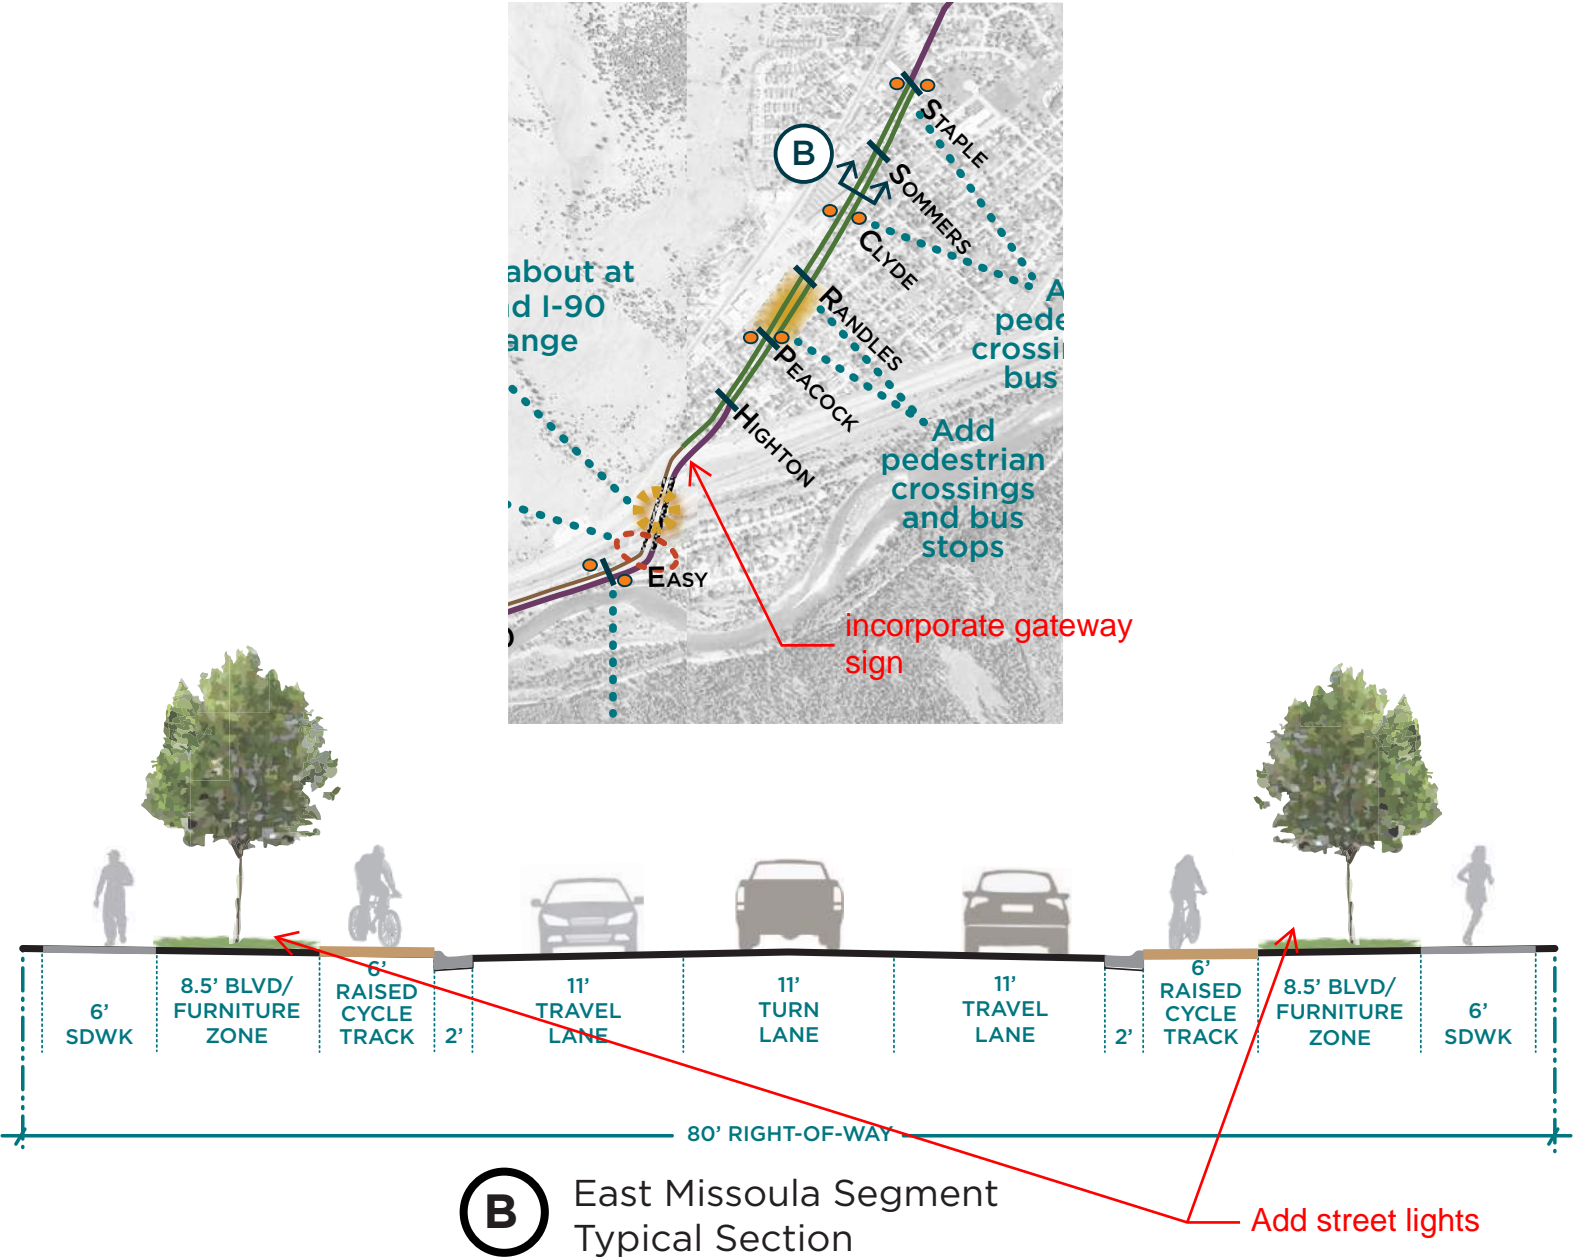 STAPLE
B
SOMMERS
CLYDE
about at
d I-90
ange
A
pede
crossi
bus
RANDLES
PEACOCK
HIGHTON
Add
pedestrian
crossings
and bus
stops
EASY
incorporate gateway
sign
6'
SDWK
8.5' BLVD/
FURNITURE
ZONE
6'
RAISED
CYCLE
TRACK
2'
11'
TRAVEL
LANE
11'
TURN
LANE
11'
TRAVEL
LANE
2'
6'
RAISED
CYCLE
TRACK
8.5' BLVD/
FURNITURE
ZONE
6'
SDWK
80' RIGHT-OF-WAY
B
East Missoula Segment
Typical Section
Add street lights